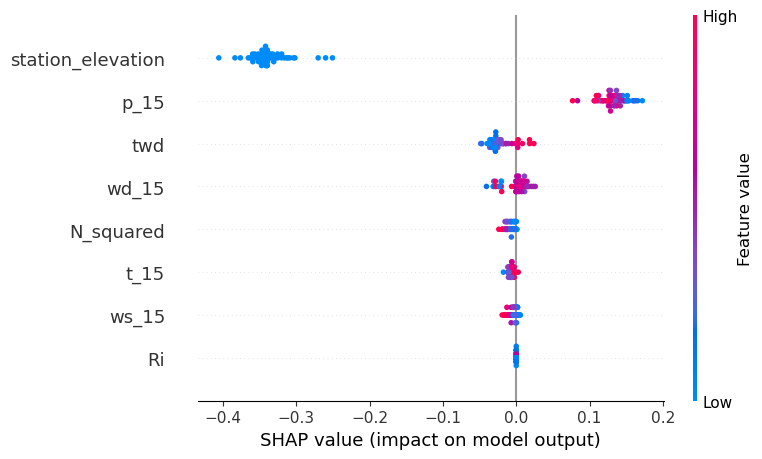 High
station_elevation
p_15
twd
wd_15
N_squared
t_15
ws_15
Ri
Feature value
Low
−0.4 −0.3 −0.2 −0.1 0.0 0.1 0.2
SHAP value (impact on model output)